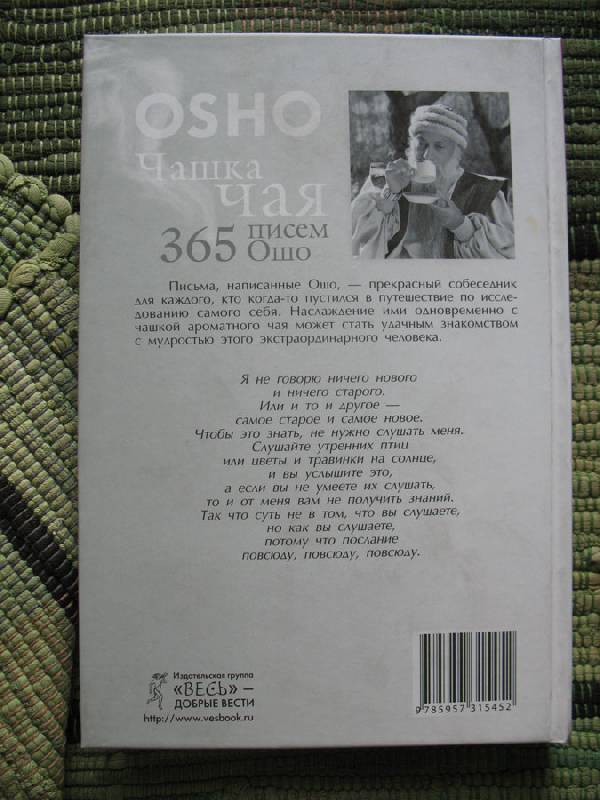 OSHO
Чашка
чая
365 писем
Ошо
Письма, написанные Ошо, — прекрасный собеседник
для каждого, кто когда-то пустился в путешествие по иссле-
дованию самого себя. Наслаждение ими одновременно с
чашкой ароматного чая может стать удачным знакомством
с мудростью этого экстраординарного человека.
Я не говорю ничего нового
и ничего старого.
Или и то и другое —
самое старое и самое новое.
Чтобы это знать, не нужно слушать меня.
Слушайте утренних птиц
или цветы и травинки на солнце,
и вы услышите это,
а если вы не умеете их слушать,
то и от меня вам не получить знаний.
Так что суть не в том, что вы слушаете,
но как вы слушаете,
потому что послание
повсюду, повсюду, повсюду.
Издательская группа
«ВЕСЬ» –
ДОБРЫЕ ВЕСТИ
http://www.vesbook.ru
9 785957 315452